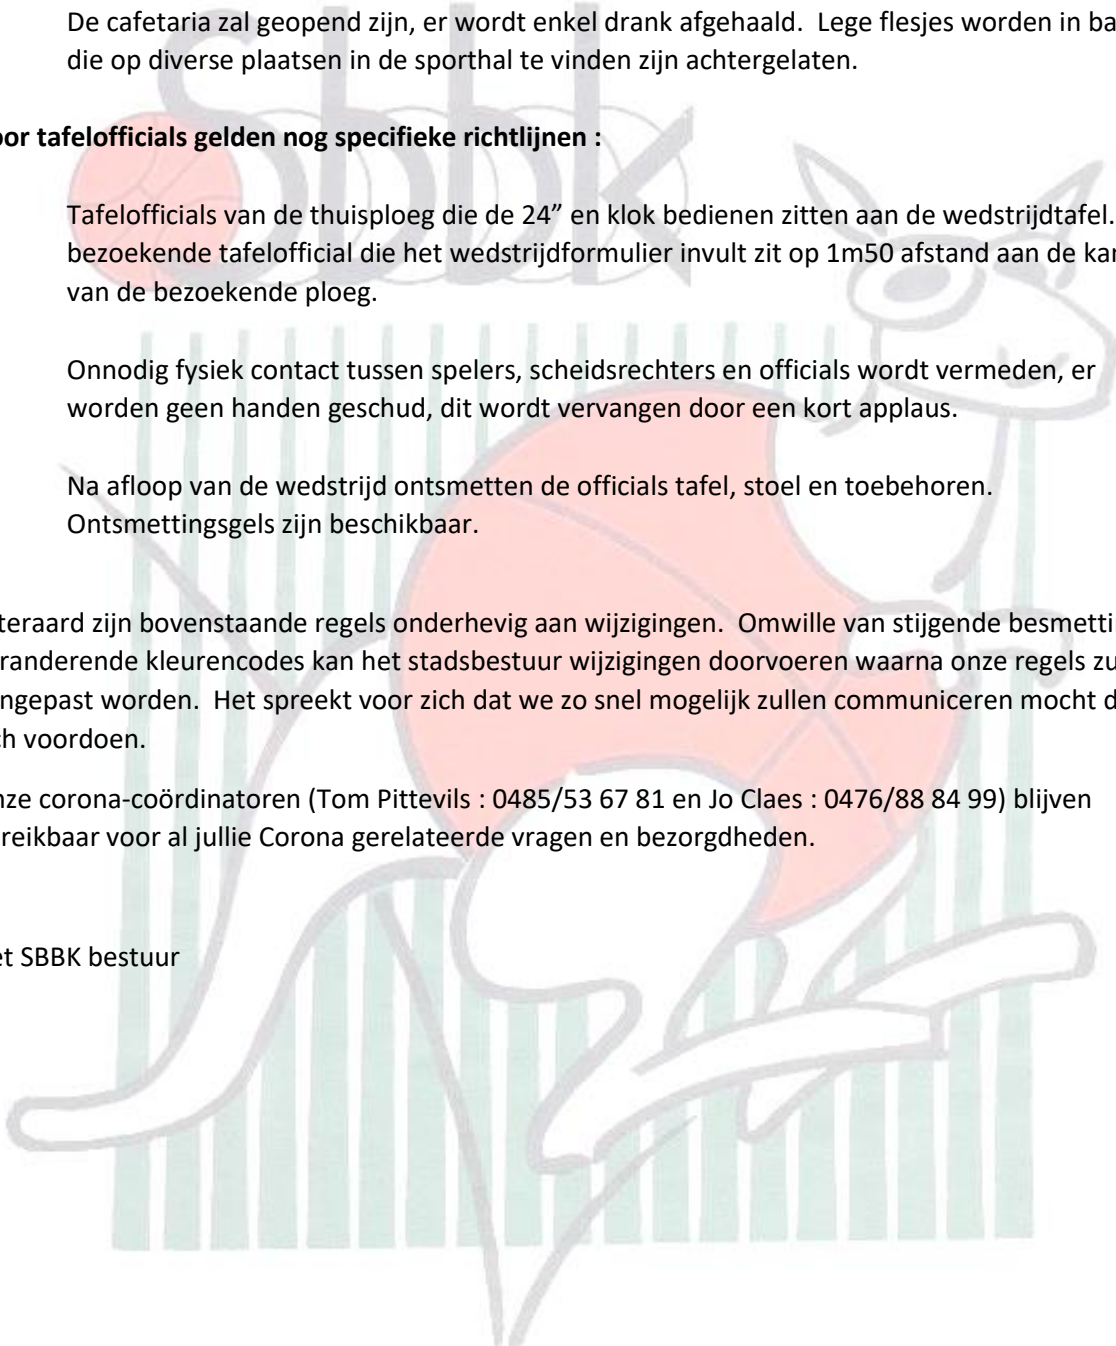 De cafetaria zal geopend zijn, er wordt enkel drank afgehaald.  Lege flesjes worden in ba
die op diverse plaatsen in de sporthal te vinden zijn achtergelaten.
oor tafelofficials gelden nog specifieke richtlijnen :
Sbbk
Tafelofficials van de thuisploeg die de 24” en klok bedienen zitten aan de wedstrijdtafel.
bezoekende tafelofficial die het wedstrijdformulier invult zit op 1m50 afstand aan de kan
van de bezoekende ploeg.
Onnodig fysiek contact tussen spelers, scheidsrechters en officials wordt vermeden, er
worden geen handen geschud, dit wordt vervangen door een kort applaus.
Na afloop van de wedstrijd ontsmetten de officials tafel, stoel en toebehoren.
Ontsmettingsgels zijn beschikbaar.
teraard zijn bovenstaande regels onderhevig aan wijzigingen.  Omwille van stijgende besmetti
randerende kleurencodes kan het stadsbestuur wijzigingen doorvoeren waarna onze regels zu
ngepast worden.  Het spreekt voor zich dat we zo snel mogelijk zullen communiceren mocht d
ch voordoen.
nze corona-coördinatoren (Tom Pittevils : 0485/53 67 81 en Jo Claes : 0476/88 84 99) blijven
reikbaar voor al jullie Corona gerelateerde vragen en bezorgdheden.
et SBBK bestuur